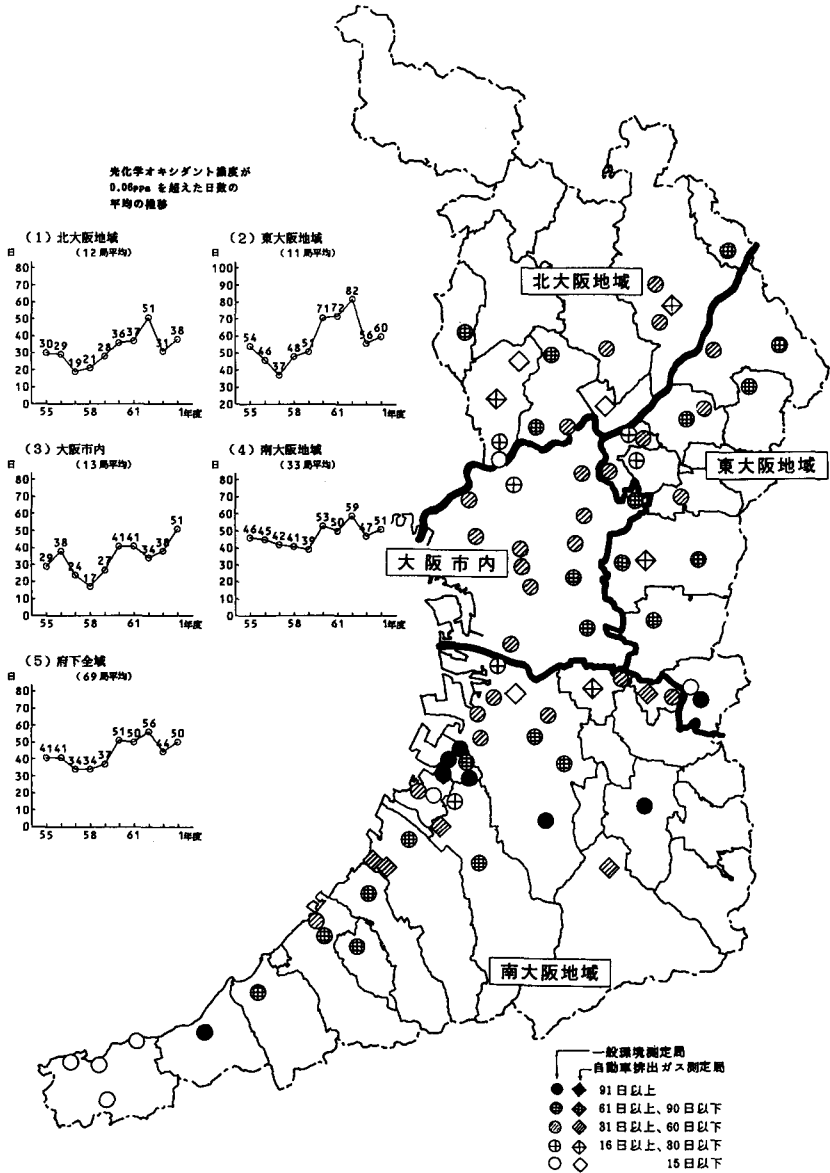 光化学オキシダント濃度が
0.06ppm を超えた日数の
平均の推移
(1) 北大阪地域
(12局平均)
日
80
70
60
50
40
30
20
10
0
30 29 19 21 28 36 37 51 31 38
55 58 61 1年度
(2) 東大阪地域
(11局平均)
日
100
90
80
70
60
50
40
30
20
54 46 37 48 51 71 72 82 56 60
55 58 61 1年度
(3) 大阪市内
(13局平均)
日
80
70
60
50
40
30
20
10
0
29 38 24 17 27 41 41 34 38 51
55 58 61 1年度
(4) 南大阪地域
(33局平均)
日
80
70
60
50
40
30
20
10
0
46 45 42 41 39 53 50 59 47 51
55 58 61 1年度
(5) 府下全域
(69局平均)
日
80
70
60
50
40
30
20
10
0
41 41 34 34 37 51 50 56 44 50
55 58 61 1年度
北大阪地域
東大阪地域
大阪市内
南大阪地域
一般環境測定局
自動車排出ガス測定局
91日以上
61日以上、90日以下
31日以上、60日以下
16日以上、30日以下
15日以下